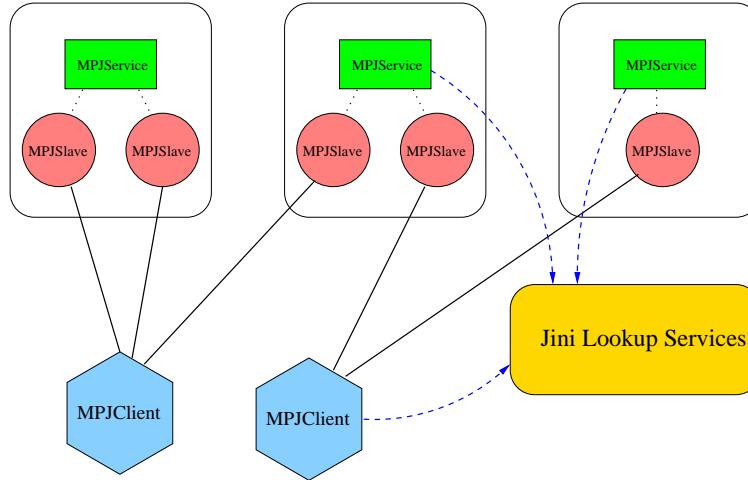 MPJService
MPJService
MPJService
MPJSlave
MPJSlave
MPJSlave
MPJSlave
MPJSlave
Jini Lookup Services
MPJClient
MPJClient